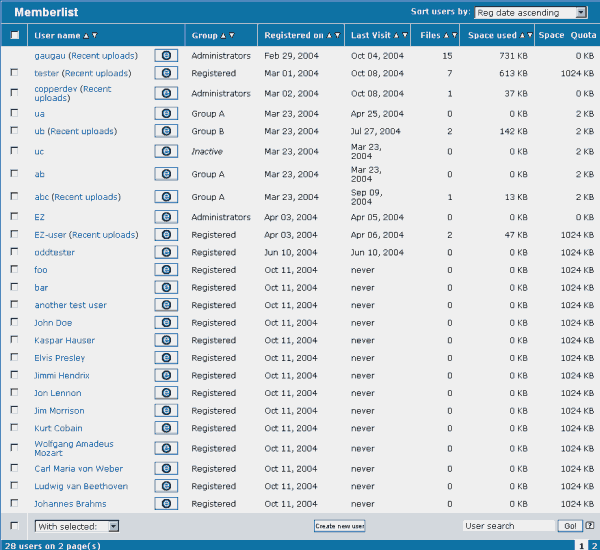 Memberlist Sort users by: Reg date ascending
User name Group Registered on Last Visit Files Space used Space Quota
gaugau (Recent uploads) Administrators Feb 29, 2004 Oct 04, 2004 15 731 KB 0 KB
tester (Recent uploads) Registered Mar 01, 2004 Oct 08, 2004 7 613 KB 1024 KB
copperdev (Recent
uploads) Administrators Mar 02, 2004 Oct 08, 2004 1 37 KB 0 KB
ua Group A Mar 23, 2004 Apr 25, 2004 0 0 KB 2 KB
ub (Recent uploads) Group B Mar 23, 2004 Jul 27, 2004 2 142 KB 2 KB
uc Inactive Mar 23, 2004 Mar 23,
2004 0 0 KB 2 KB
ab Group A Mar 23, 2004 Mar 23,
2004 0 0 KB 2 KB
abc (Recent uploads) Group A Mar 23, 2004 Sep 09,
2004 1 13 KB 2 KB
EZ Administrators Apr 03, 2004 Apr 05, 2004 0 0 KB 0 KB
EZ-user (Recent uploads) Registered Apr 03, 2004 Apr 06, 2004 2 47 KB 1024 KB
oddtester Registered Jun 10, 2004 Jun 10, 2004 0 0 KB 1024 KB
foo Registered Oct 11, 2004 never 0 0 KB 1024 KB
bar Registered Oct 11, 2004 never 0 0 KB 1024 KB
another test user Registered Oct 11, 2004 never 0 0 KB 1024 KB
John Doe Registered Oct 11, 2004 never 0 0 KB 1024 KB
Kaspar Hauser Registered Oct 11, 2004 never 0 0 KB 1024 KB
Elvis Presley Registered Oct 11, 2004 never 0 0 KB 1024 KB
Jimmi Hendrix Registered Oct 11, 2004 never 0 0 KB 1024 KB
Jon Lennon Registered Oct 11, 2004 never 0 0 KB 1024 KB
Jim Morrison Registered Oct 11, 2004 never 0 0 KB 1024 KB
Kurt Cobain Registered Oct 11, 2004 never 0 0 KB 1024 KB
Wolfgang Amadeus
Mozart Registered Oct 11, 2004 never 0 0 KB 1024 KB
Carl Maria von Weber Registered Oct 11, 2004 never 0 0 KB 1024 KB
Ludwig van Beethoven Registered Oct 11, 2004 never 0 0 KB 1024 KB
Johannes Brahms Registered Oct 11, 2004 never 0 0 KB 1024 KB
With selected: Create new user User search Go! ?
28 users on 2 page(s) 1 2